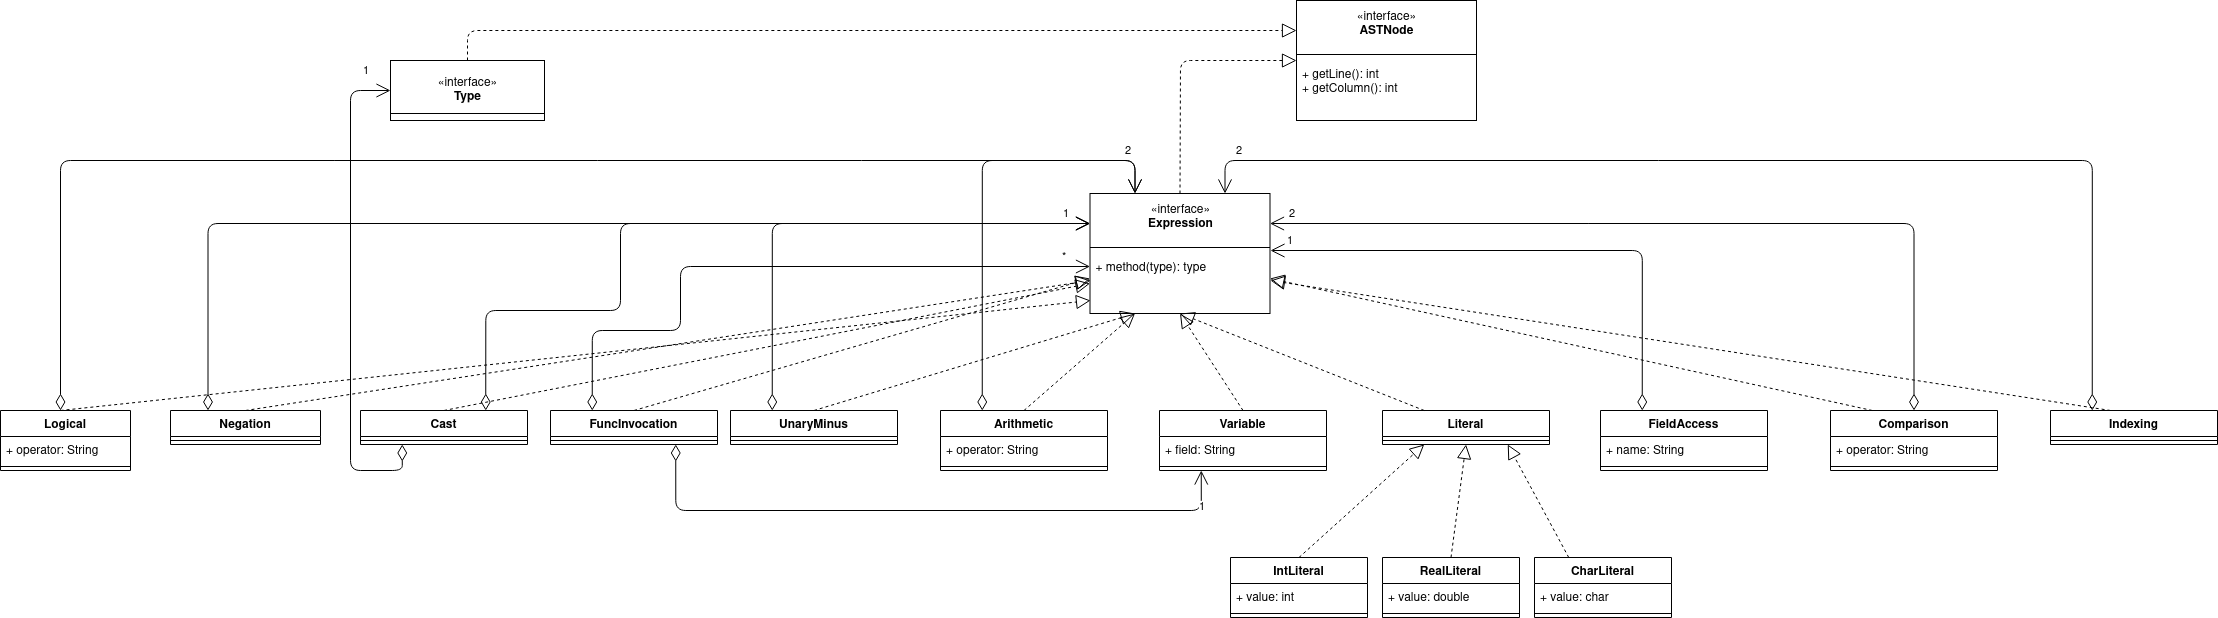 «interface»
ASTNode
+ getLine(): int
+ getColumn(): int
1
«interface»
Type
2
2
«interface»
Expression
+ method(type): type
1
*
2
1
Logical
+ operator: String
Negation
Cast
FuncInvocation
UnaryMinus
Arithmetic
+ operator: String
Variable
+ field: String
Literal
FieldAccess
+ name: String
Comparison
+ operator: String
Indexing
1
IntLiteral
+ value: int
RealLiteral
+ value: double
CharLiteral
+ value: char